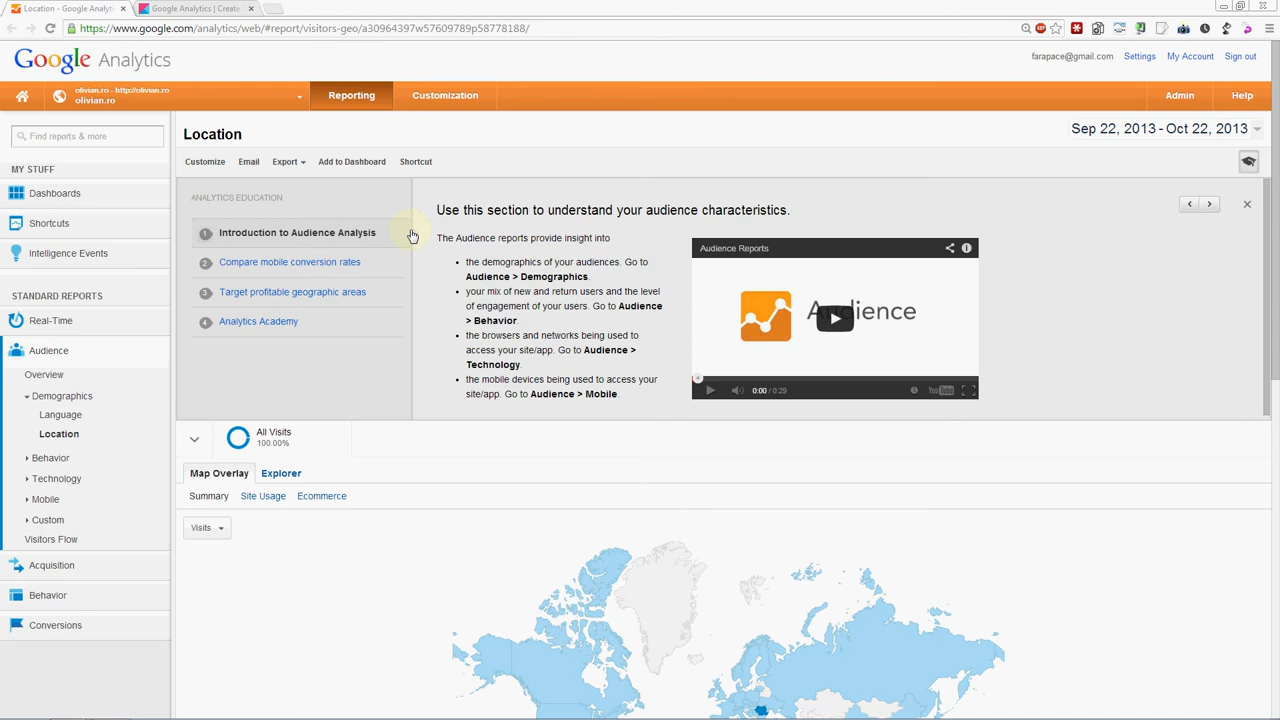 Location - Google Analyti
Google Analytics | Create
https://www.google.com/analytics/web/#report/visitors-geo/a30964397w57609789p58778187/
Google Analytics
farapace@gmail.com Settings My Account Sign out
olivian.ro - http://olivian.ro
olivian.ro
Reporting Customization Admin Help
Find reports & more
MY STUFF
Dashboards
Shortcuts
Intelligence Events
STANDARD REPORTS
Real-Time
Audience
Overview
Demographics
Language
Location
Behavior
Technology
Mobile
Custom
Visitors Flow
Acquisition
Behavior
Conversions
Location
Sep 22, 2013 - Oct 22, 2013
Customize Email Export Add to Dashboard Shortcut
ANALYTICS EDUCATION
1 Introduction to Audience Analysis
2 Compare mobile conversion rates
3 Target profitable geographic areas
4 Analytics Academy
Use this section to understand your audience characteristics.
The Audience reports provide insight into
the demographics of your audiences. Go to
Audience > Demographics.
your mix of new and return users and the level
of engagement of your users. Go to Audience
> Behavior.
the browsers and networks being used to
access your site/app. Go to Audience >
Technology.
the mobile devices being used to access your
site/app. Go to Audience > Mobile.
Audience Reports
Audience
0:00 / 0:29
YouTube
All Visits
100.00%
Map Overlay Explorer
Summary Site Usage Ecommerce
Visits